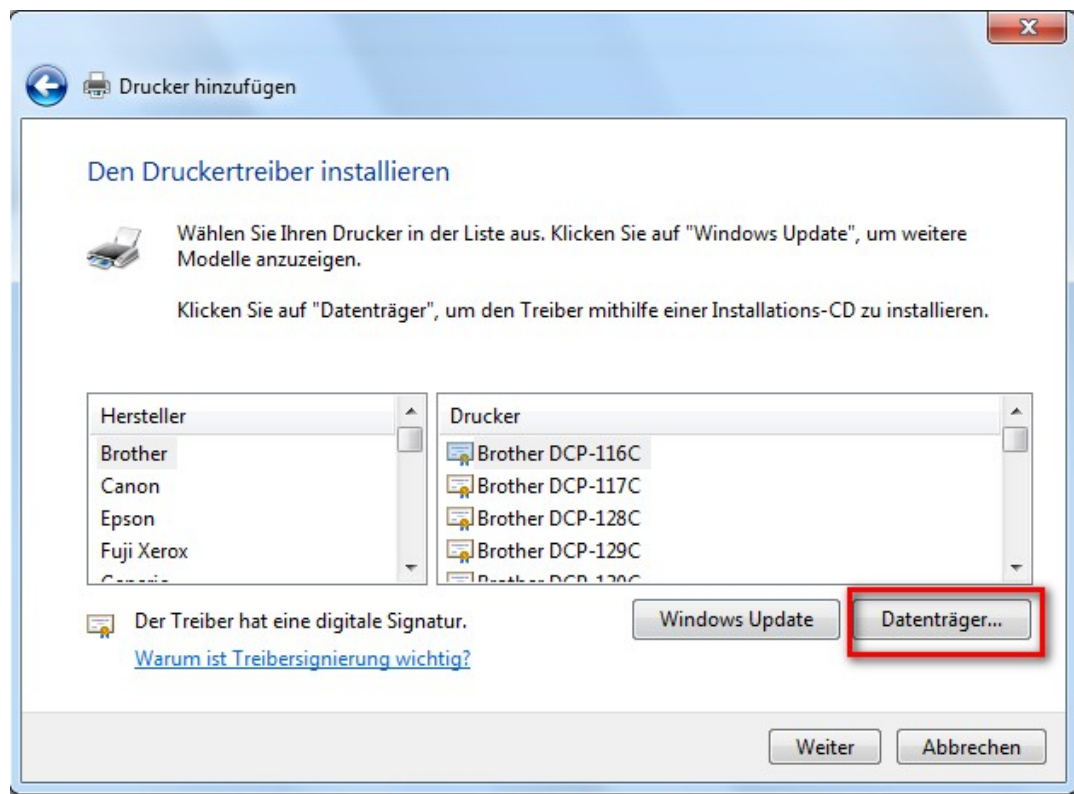 Drucker hinzufügen
Den Druckertreiber installieren
Wählen Sie Ihren Drucker in der Liste aus. Klicken Sie auf "Windows Update", um weitere
Modelle anzuzeigen.
Klicken Sie auf "Datenträger", um den Treiber mithilfe einer Installations-CD zu installieren.
Hersteller
Brother
Canon
Epson
Fuji Xerox
Drucker
Brother DCP-116C
Brother DCP-117C
Brother DCP-128C
Brother DCP-129C
Der Treiber hat eine digitale Signatur.
Warum ist Treibersignierung wichtig?
Windows Update
Datenträger...
Weiter
Abbrechen